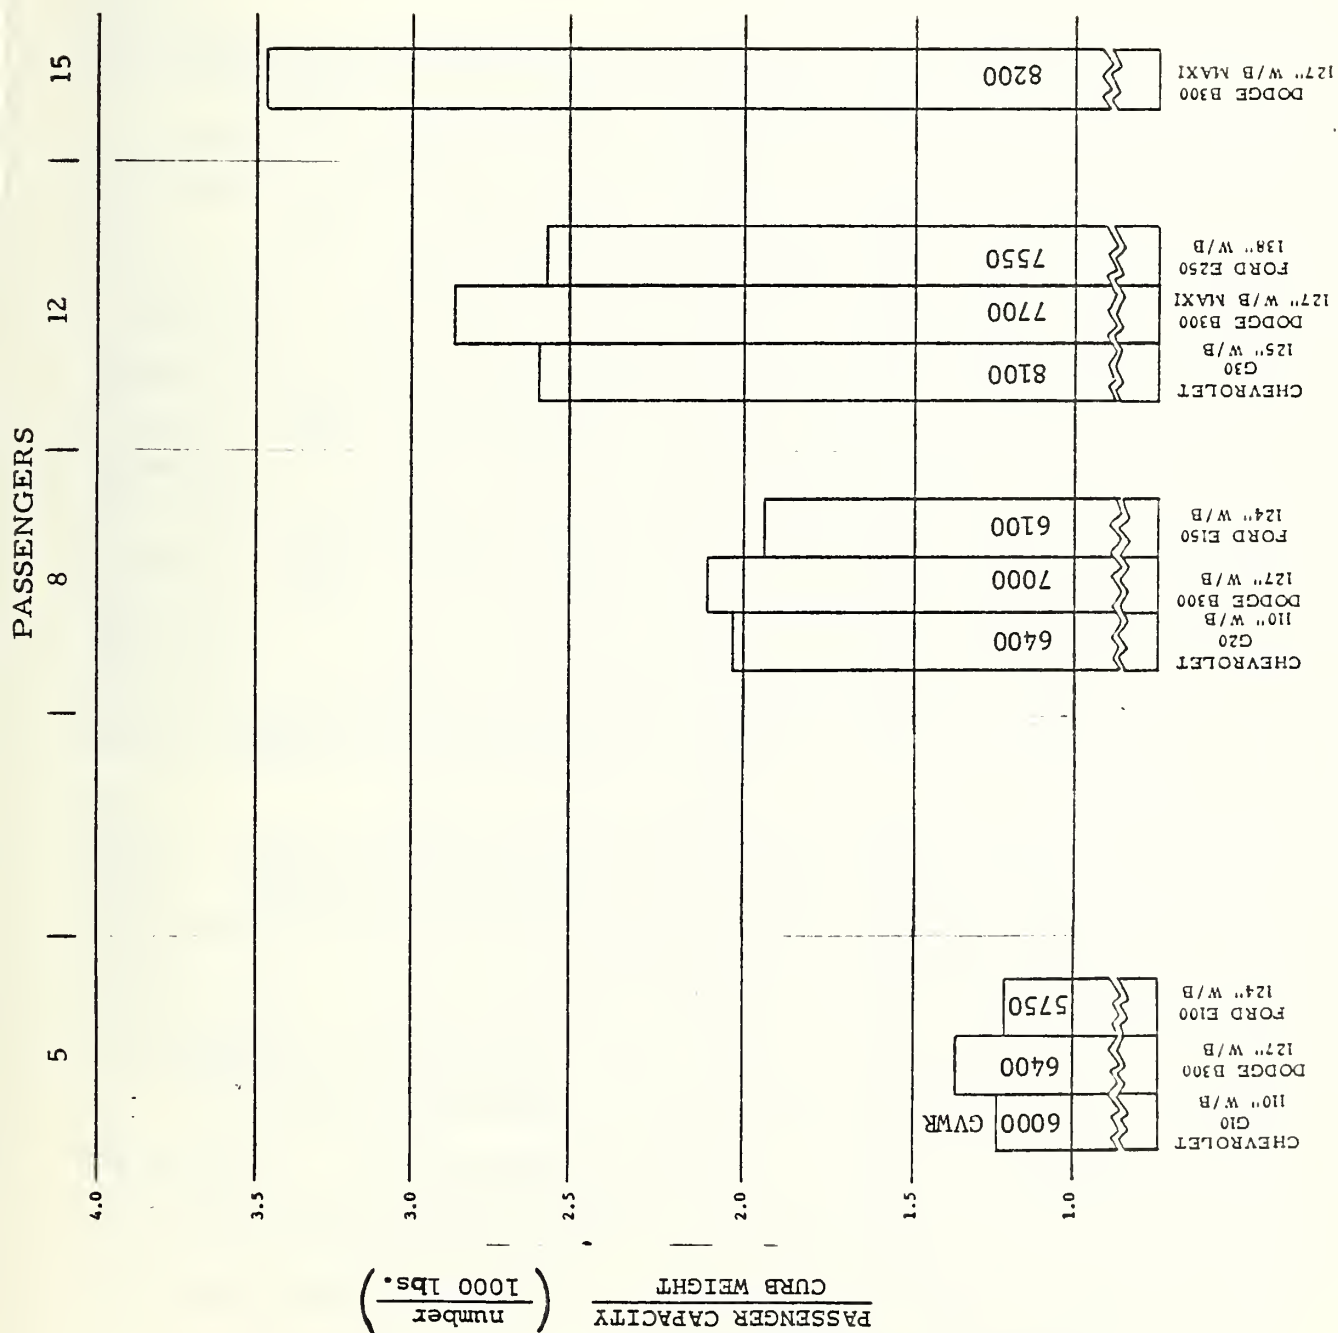 PASSENGERS
5
8
12
15
4.0
3.5
3.0
2.5
2.0
1.5
1.0
PASSENGER CAPACITY
CURB WEIGHT
(number
1000 lbs.)
GVWR
6000
6400
5750
6400
7000
6100
8100
7700
7550
8200
CHEVROLET
G10
110" W/B
DODGE B300
127" W/B
FORD E100
124" W/B
CHEVROLET
G20
110" W/B
DODGE B300
127" W/B
FORD E150
124" W/B
CHEVROLET
G30
125" W/B
DODGE B300
127" W/B MAXI
FORD E250
138" W/B
DODGE B300
127" W/B MAXI